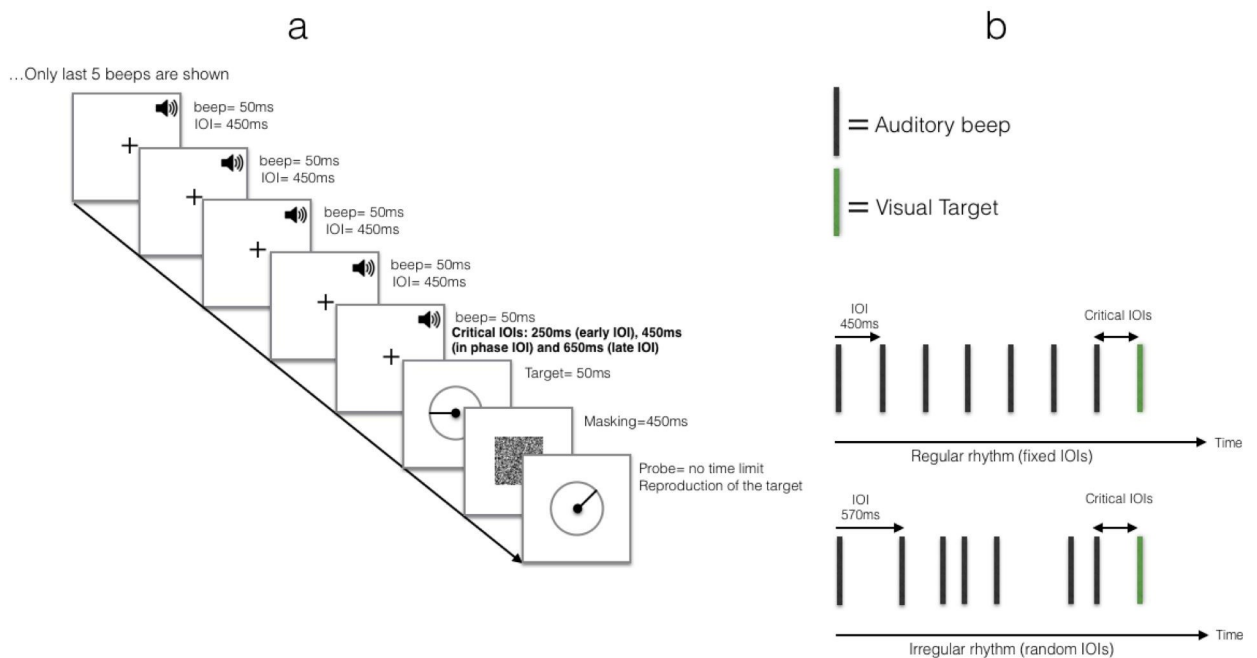 a
…Only last 5 beeps are shown
beep= 50ms
IOI= 450ms
beep= 50ms
IOI= 450ms
beep= 50ms
IOI= 450ms
beep= 50ms
IOI= 450ms
beep= 50ms
Critical IOIs: 250ms (early IOI), 450ms
(in phase IOI) and 650ms (late IOI)
Target= 50ms
Masking=450ms
Probe= no time limit
Reproduction of the target
b
= Auditory beep
= Visual Target
IOI
450ms
Critical IOIs
Time
Regular rhythm (fixed IOIs)
IOI
570ms
Critical IOIs
Time
Irregular rhythm (random IOIs)